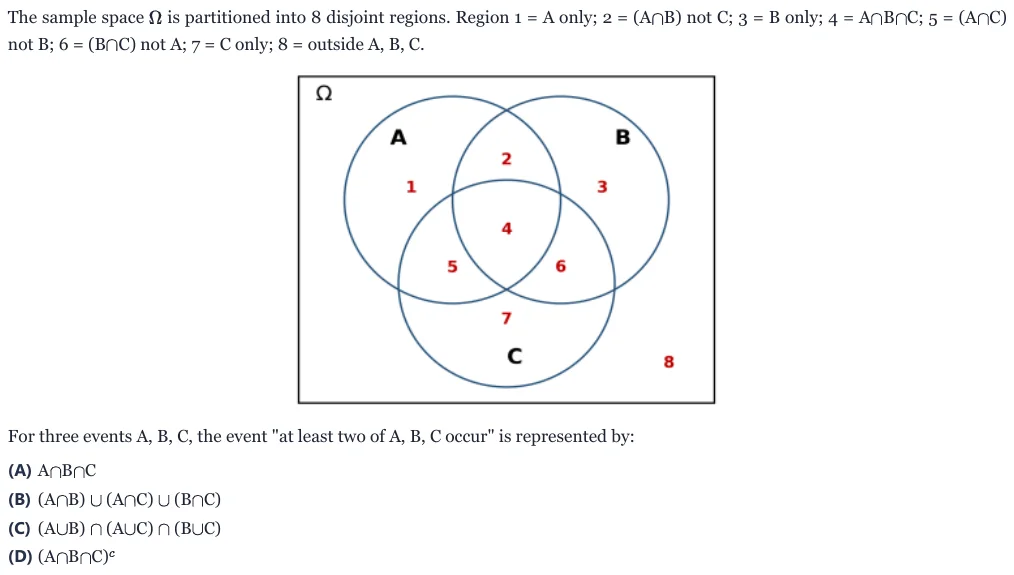 The sample space Ω is partitioned into 8 disjoint regions. Region 1 = A only; 2 = (A∩B) not C; 3 = B only; 4 = A∩B∩C; 5 = (A∩C)
not B; 6 = (B∩C) not A; 7 = C only; 8 = outside A, B, C.
Ω
A
B
2
1
3
4
5
6
7
C
8
For three events A, B, C, the event "at least two of A, B, C occur" is represented by:
(A) A∩B∩C
(B) (A∩B) ∪ (A∩C) ∪ (B∩C)
(C) (A∪B) ∩ (A∪C) ∩ (B∪C)
(D) (A∩B∩C)ᶜ